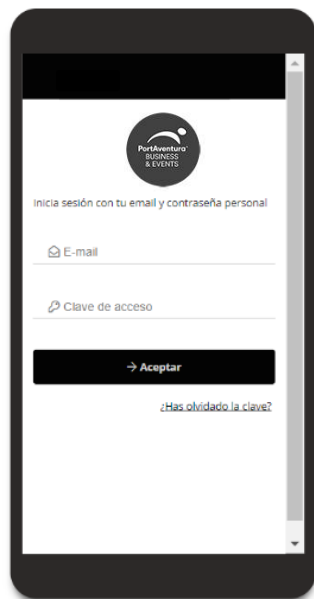 PortAventura
BUSINESS
& EVENTS
Inicia sesión con tu email y contraseña personal
E-mail
Clave de acceso
→ Aceptar
¿Has olvidado la clave?